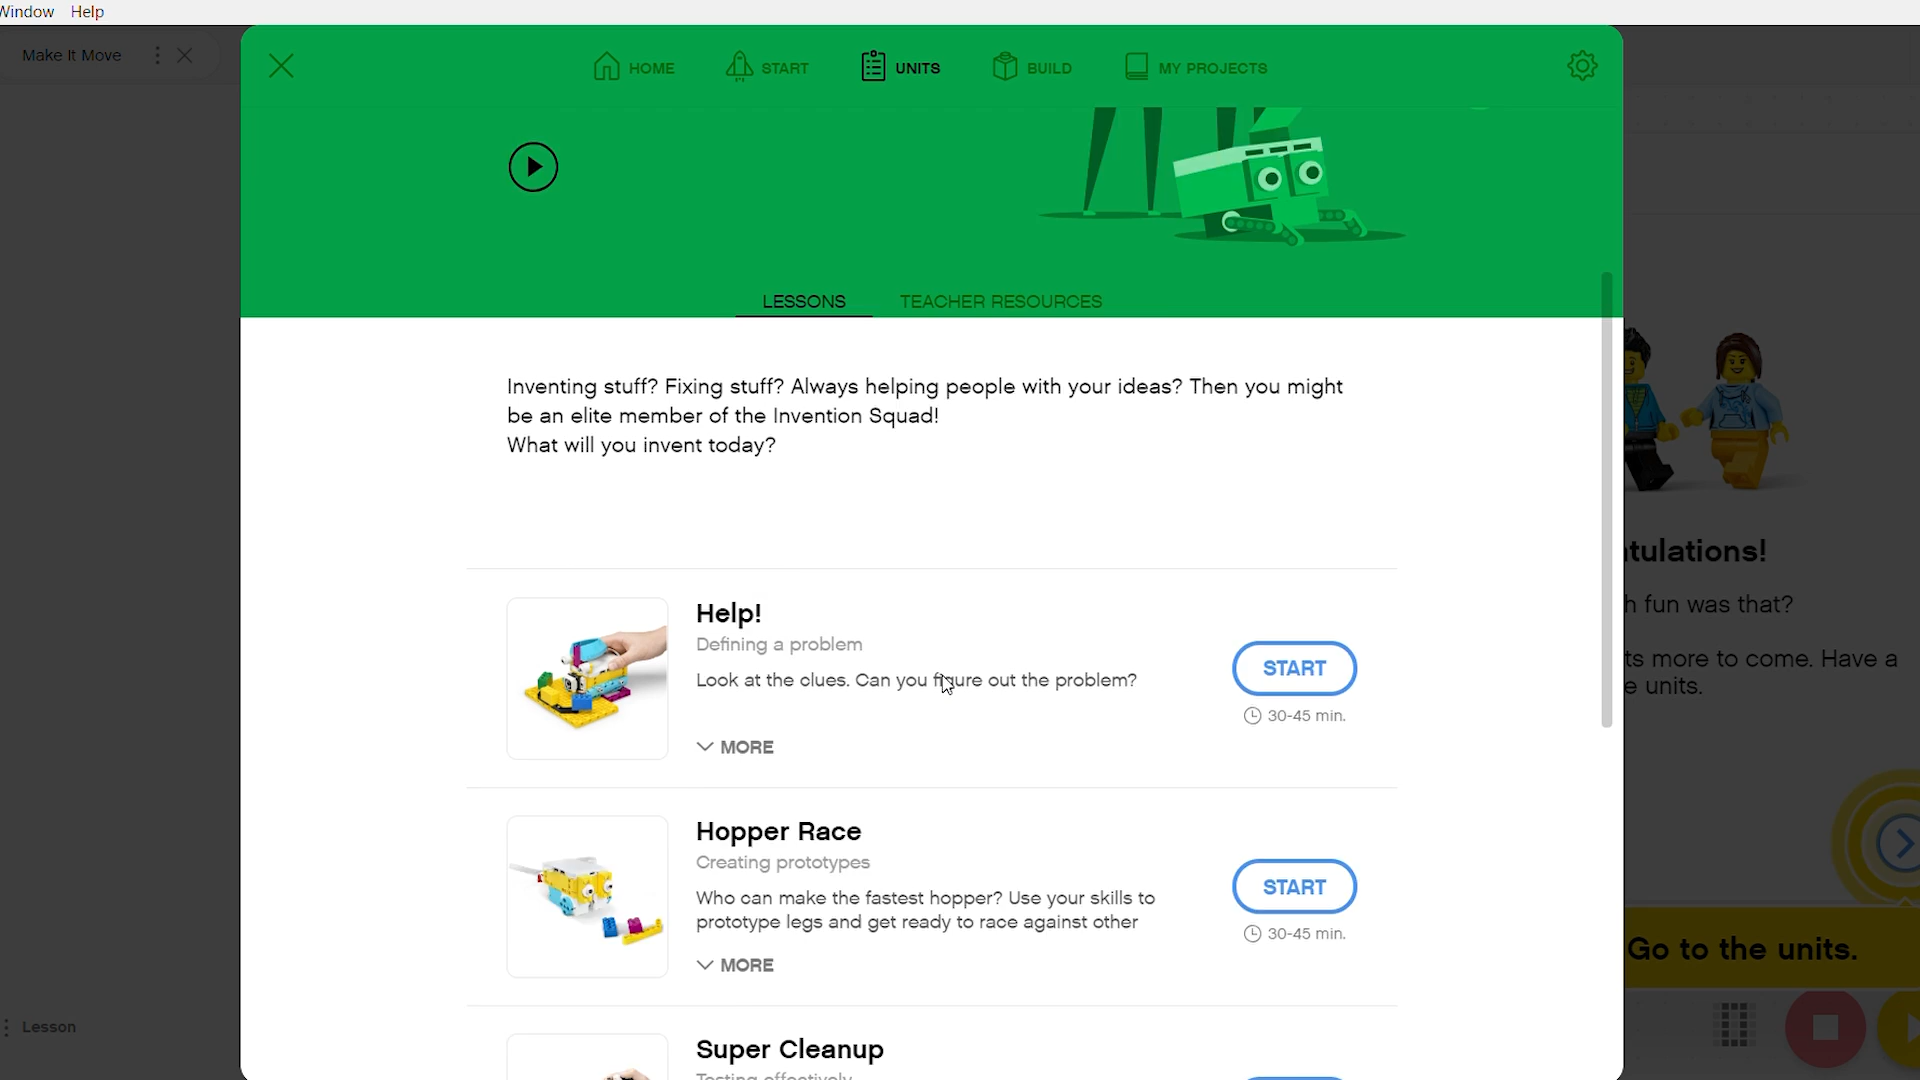 Window Help
Make It Move
HOME START UNITS BUILD MY PROJECTS
LESSONS TEACHER RESOURCES
Inventing stuff? Fixing stuff? Always helping people with your ideas? Then you might
be an elite member of the Invention Squad!
What will you invent today?
Help!
Defining a problem
Look at the clues. Can you figure out the problem?
MORE
START
30-45 min.
Hopper Race
Creating prototypes
Who can make the fastest hopper? Use your skills to
prototype legs and get ready to race against other
MORE
START
30-45 min.
Super Cleanup
Testing effectively
tulations!
fun was that?
ts more to come. Have a
e units.
Go to the units.
Lesson